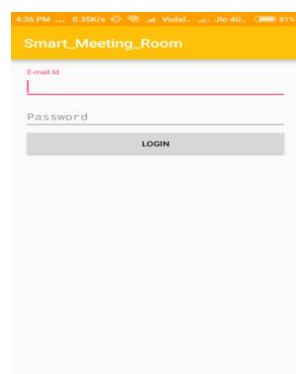 4:36 PM ... 0.35K/s Vodaf.. Jio 4G.. 81%
Smart_Meeting_Room
E-mail Id
Password
LOGIN